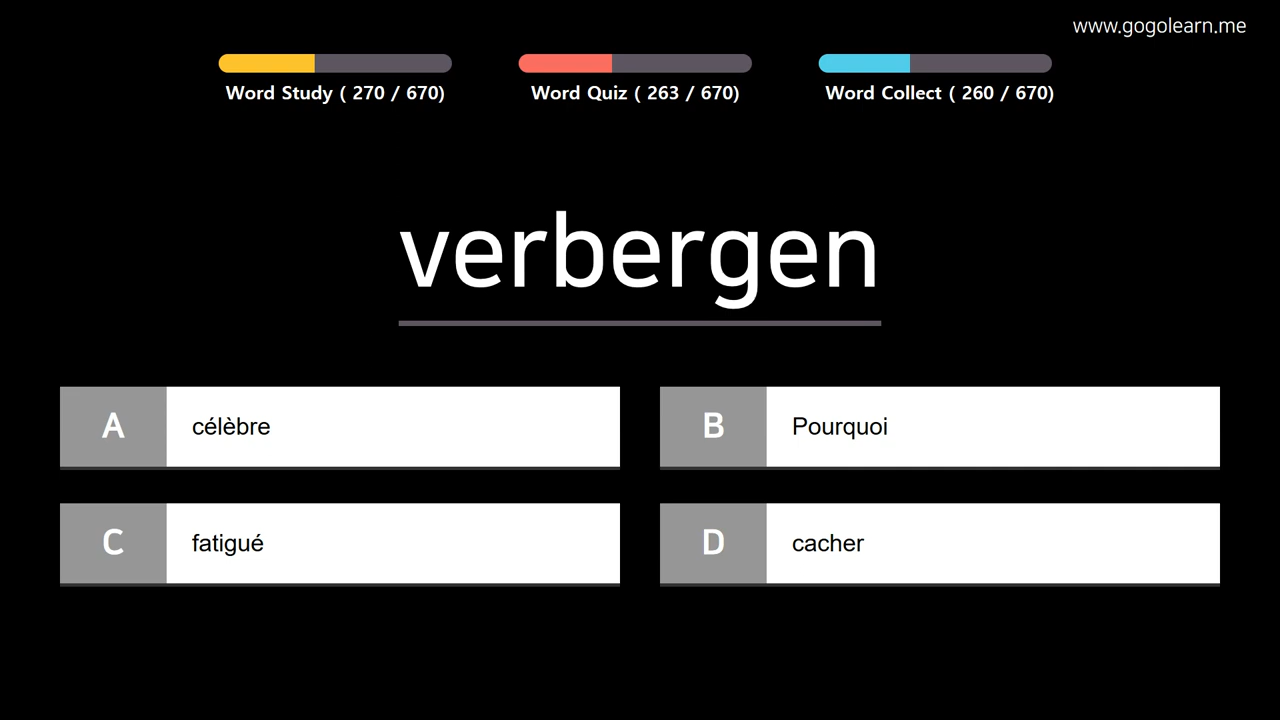 www.gogolearn.me
Word Study ( 270 / 670)
Word Quiz ( 263 / 670)
Word Collect ( 260 / 670)
verbergen
A célèbre
B Pourquoi
C fatigué
D cacher